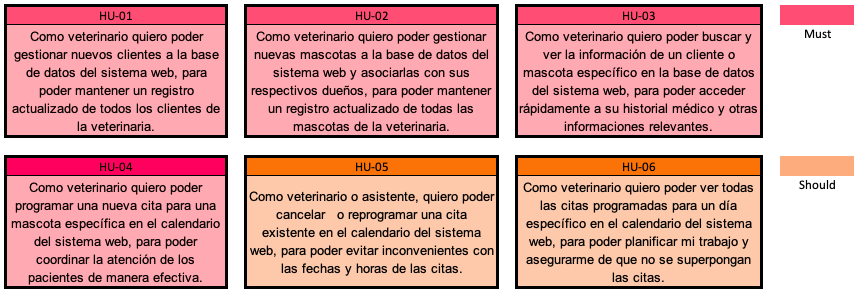 HU-01
Como veterinario quiero poder
gestionar nuevos clientes a la base
de datos del sistema web, para
poder mantener un registro
actualizado de todos los clientes de
la veterinaria.
HU-02
Como veterinario quiero poder gestionar
nuevas mascotas a la base de datos del
sistema web y asociarlas con sus
respectivos dueños, para poder mantener
un registro actualizado de todas las
mascotas de la veterinaria.
HU-03
Como veterinario quiero poder buscar y
ver la información de un cliente o
mascota específico en la base de datos
del sistema web, para poder acceder
rápidamente a su historial médico y otras
informaciones relevantes.
Must
HU-04
Como veterinario quiero poder
programar una nueva cita para una
mascota específica en el calendario
del sistema web, para poder
coordinar la atención de los
pacientes de manera efectiva.
HU-05
Como veterinario o asistente, quiero poder
cancelar o reprogramar una cita
existente en el calendario del sistema
web, para poder evitar inconvenientes con
las fechas y horas de las citas.
HU-06
Como veterinario quiero poder ver todas
las citas programadas para un día
específico en el calendario del sistema
web, para poder planificar mi trabajo y
asegurarme de que no se superpongan
las citas.
Should